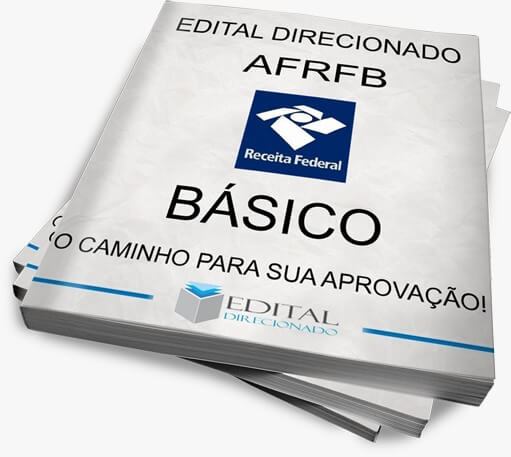 EDITAL DIRECIONADO
AFRFB
Receita Federal
BÁSICO
O CAMINHO PARA SUA APROVAÇÃO!
EDITAL
DIRECIONADO